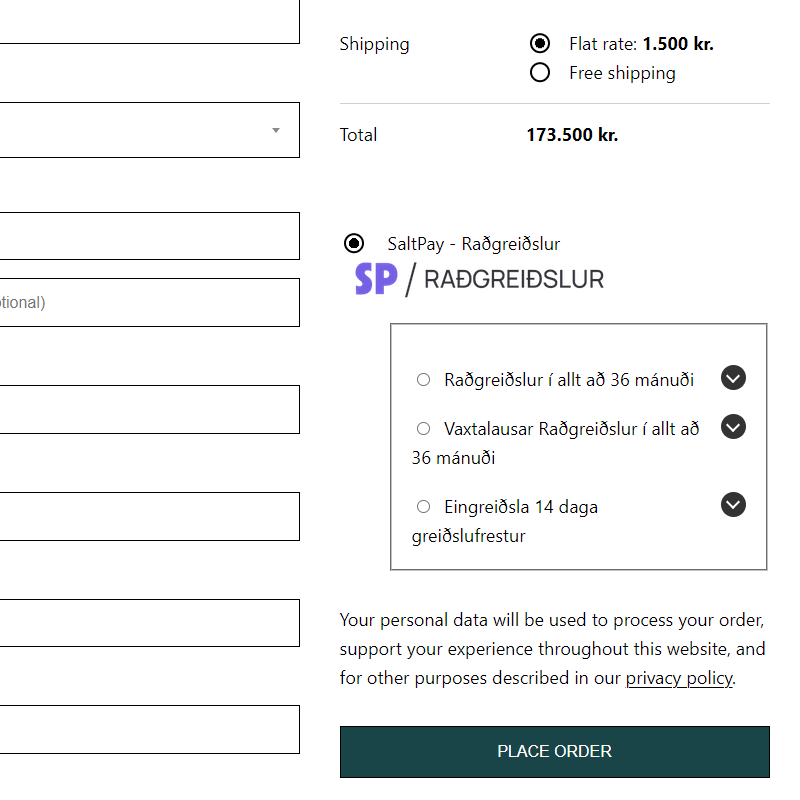 Shipping
Flat rate: 1.500 kr.
Free shipping
Total
173.500 kr.
tional)
SaltPay - Raðgreiðslur
SP / RAÐGREIÐSLUR
Raðgreiðslur í allt að 36 mánuði
Vaxtalausar Raðgreiðslur í allt að
36 mánuði
Eingreiðsla 14 daga
greiðslufrestur
Your personal data will be used to process your order,
support your experience throughout this website, and
for other purposes described in our privacy policy.
PLACE ORDER